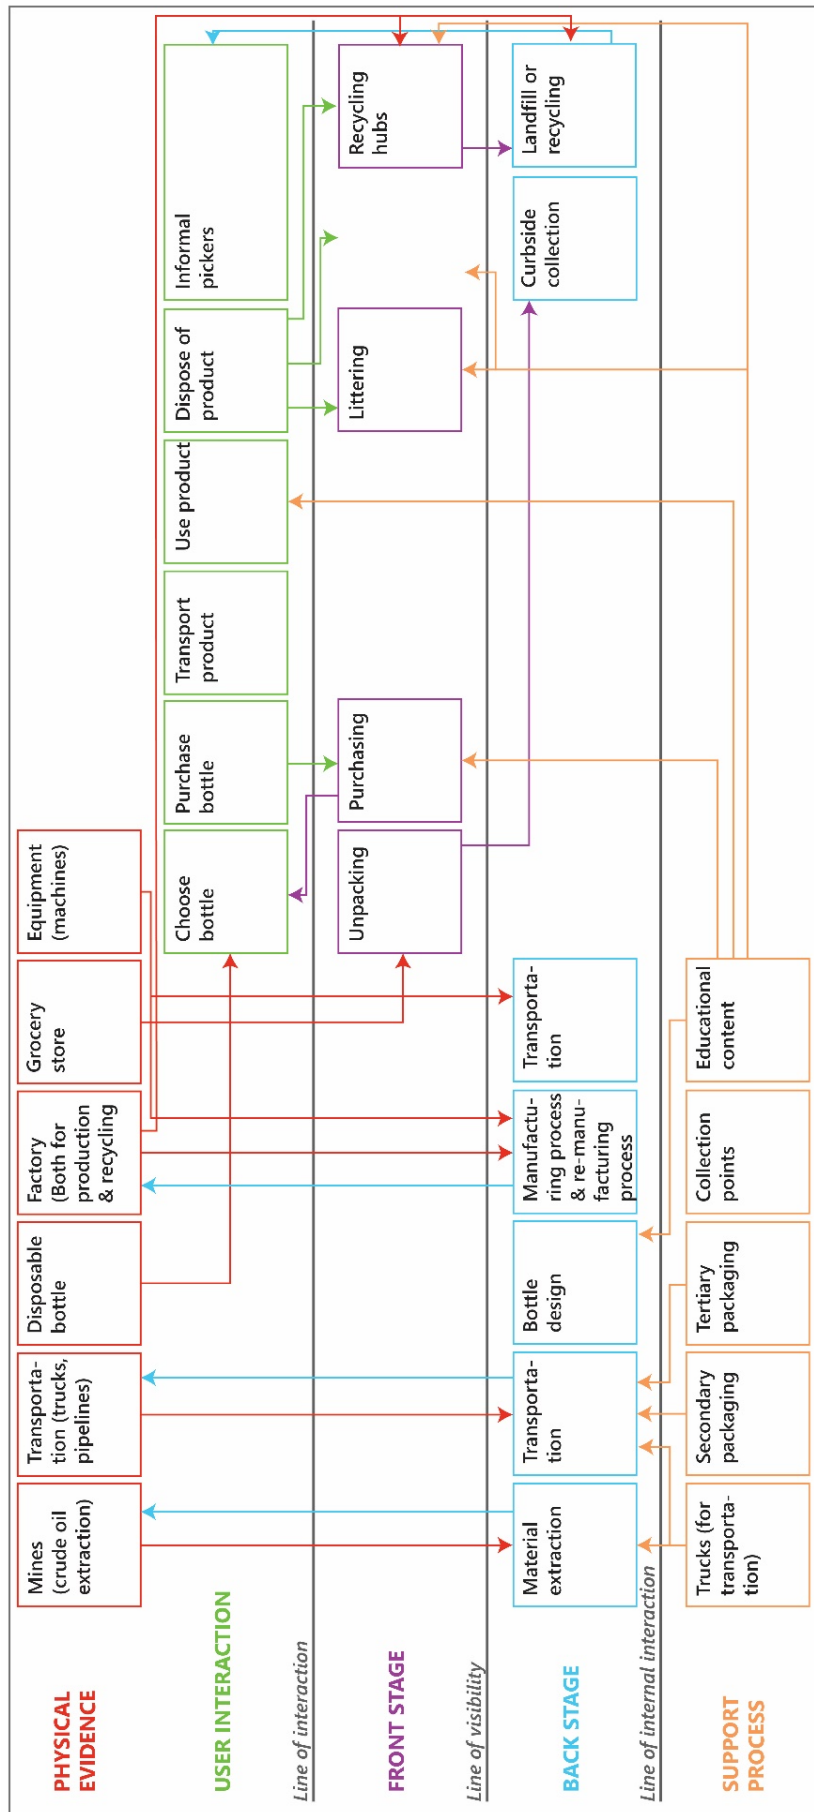 PHYSICAL
EVIDENCE
Mines
(crude oil
extraction)
Transporta-
tion (trucks,
pipelines)
Disposable
bottle
Factory
(Both for
production
& recycling
Grocery
store
Equipment
(machines)
USER INTERACTION
Choose
bottle
Purchase
bottle
Transport
product
Use product
Dispose of
product
Informal
pickers
Line of interaction
FRONT STAGE
Unpacking
Purchasing
Littering
Recycling
hubs
Line of visibility
BACK STAGE
Material
extraction
Transporta-
tion
Bottle
design
Manufactu-
ring process
& re-manu-
facturing
process
Transporta-
tion
Curbside
collection
Landfill or
recycling
Line of internal interaction
SUPPORT
PROCESS
Trucks (for
transporta-
tion)
Secondary
packaging
Tertiary
packaging
Collection
points
Educational
content